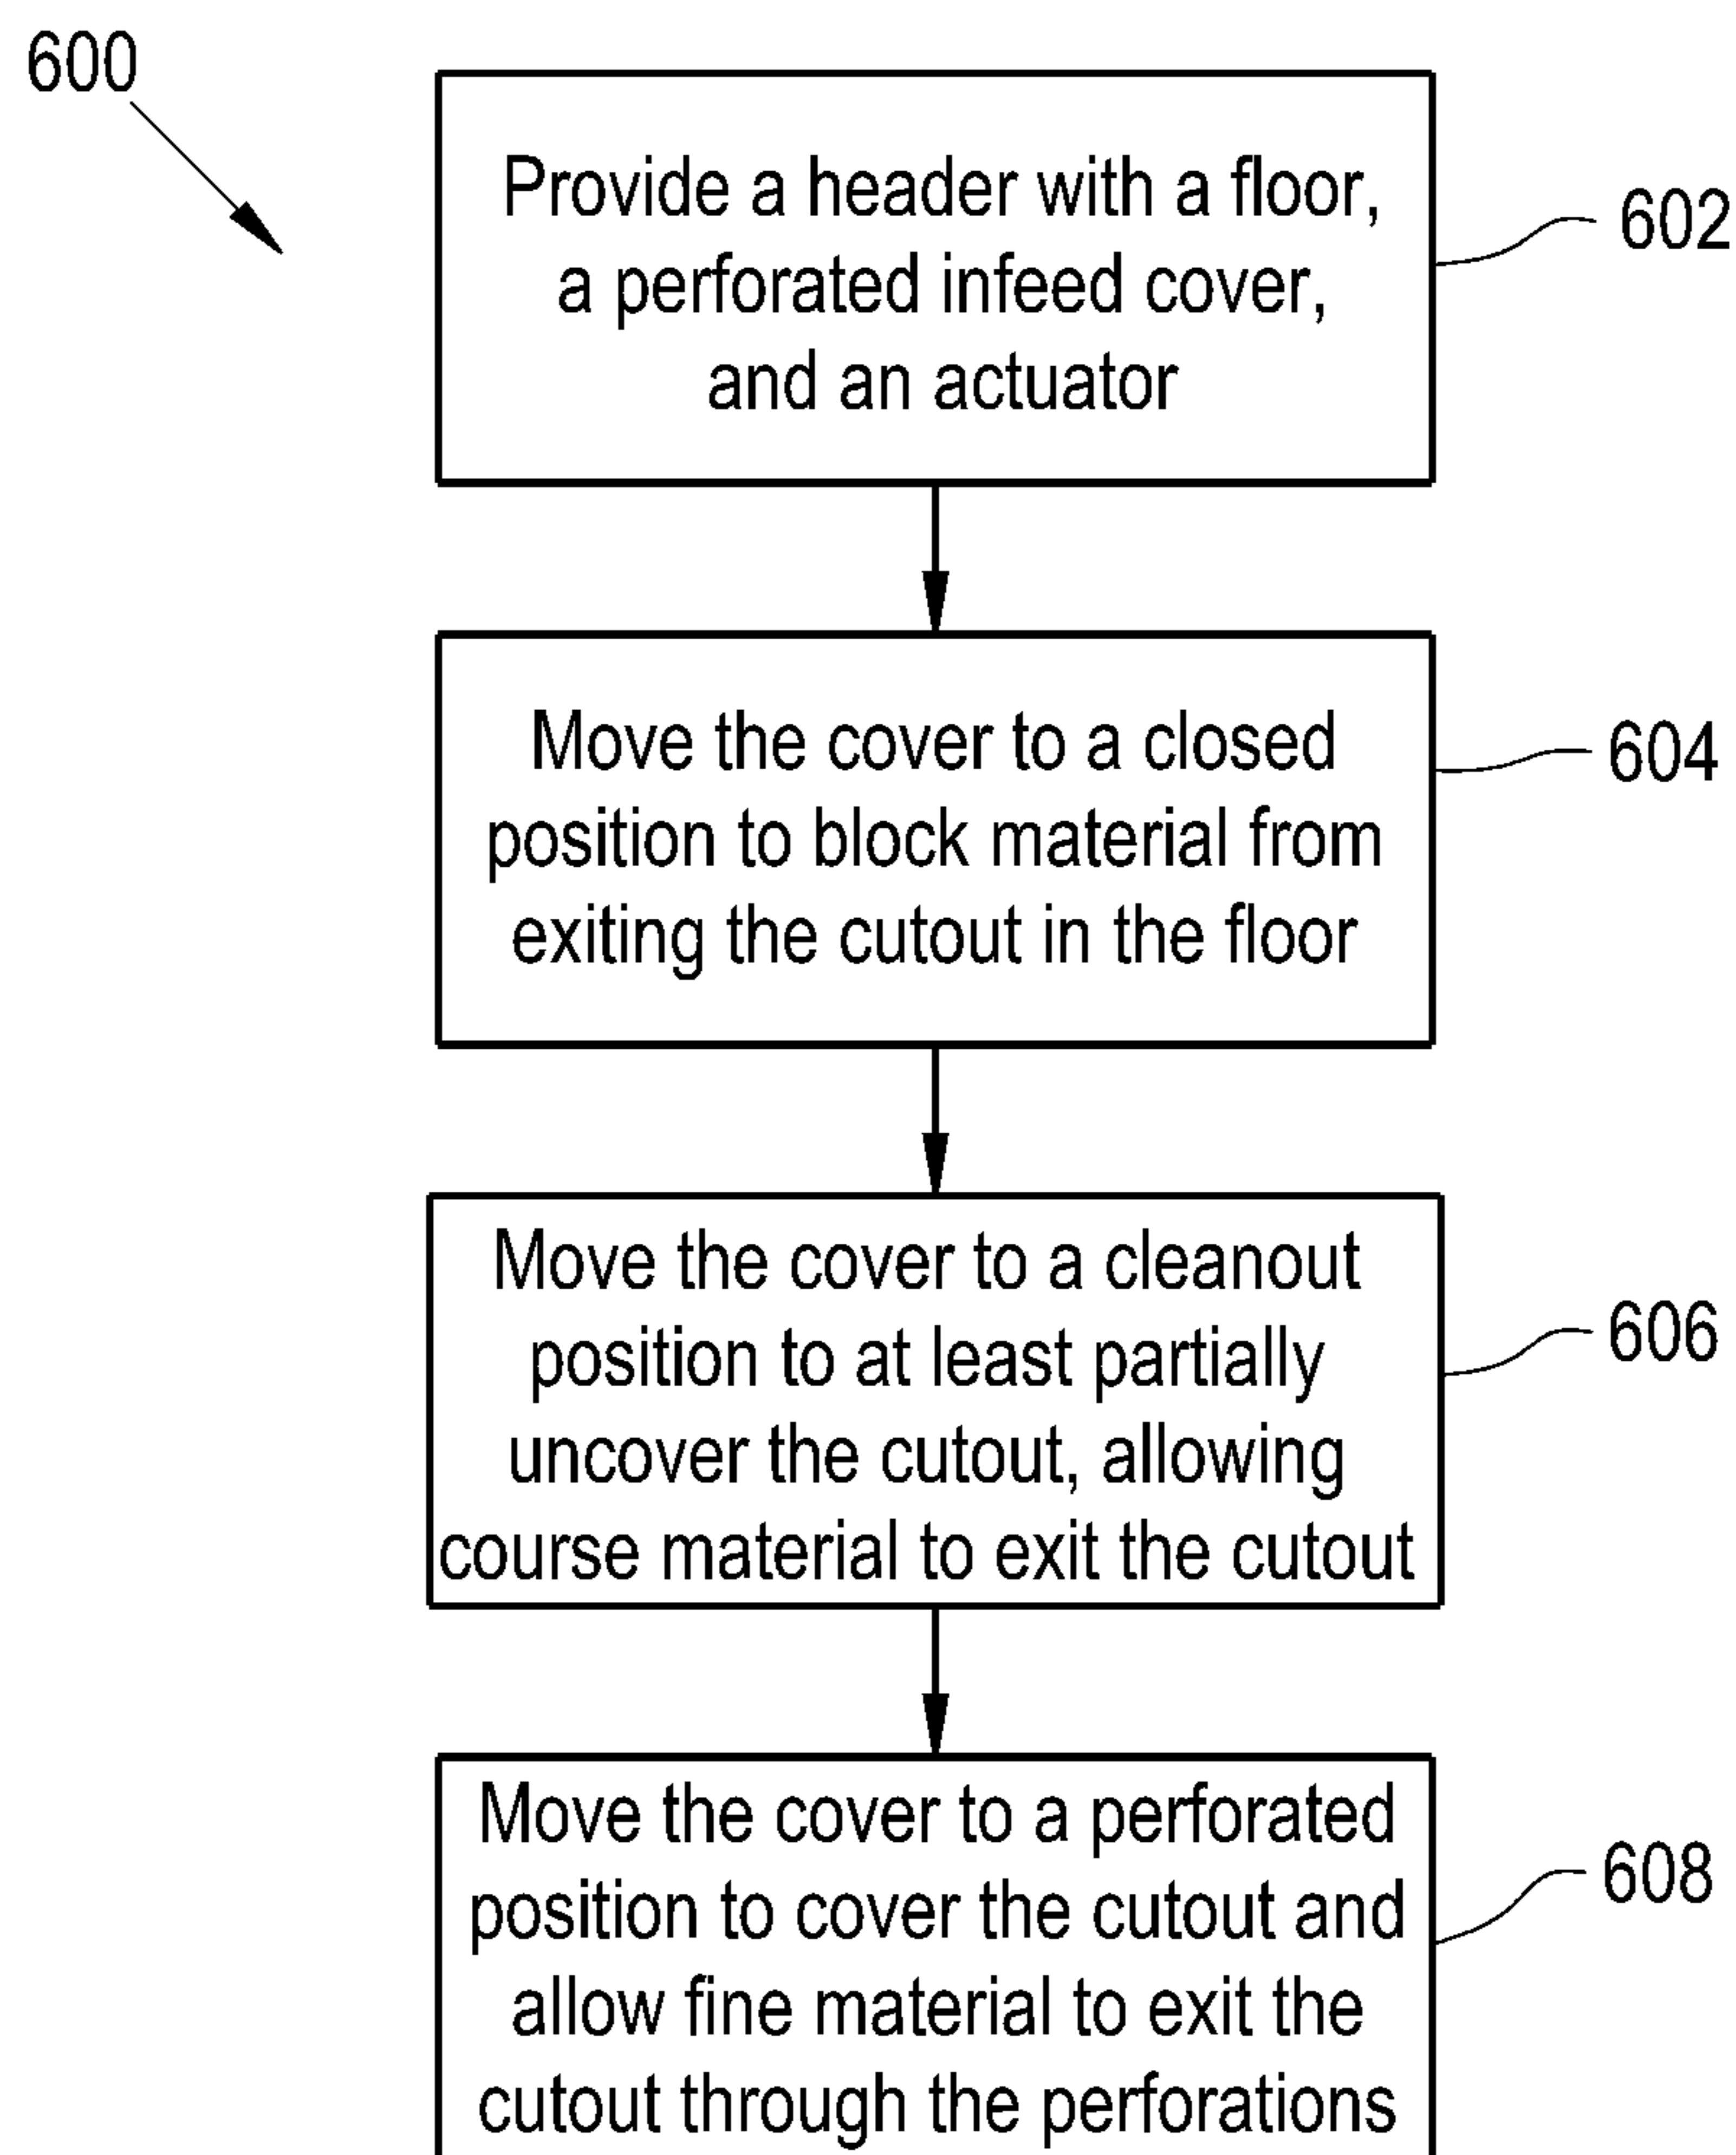 600
Provide a header with a floor,
a perforated infeed cover,
and an actuator
602
Move the cover to a closed
position to block material from
exiting the cutout in the floor
604
Move the cover to a cleanout
position to at least partially
uncover the cutout, allowing
course material to exit the cutout
606
Move the cover to a perforated
position to cover the cutout and
allow fine material to exit the
cutout through the perforations
608